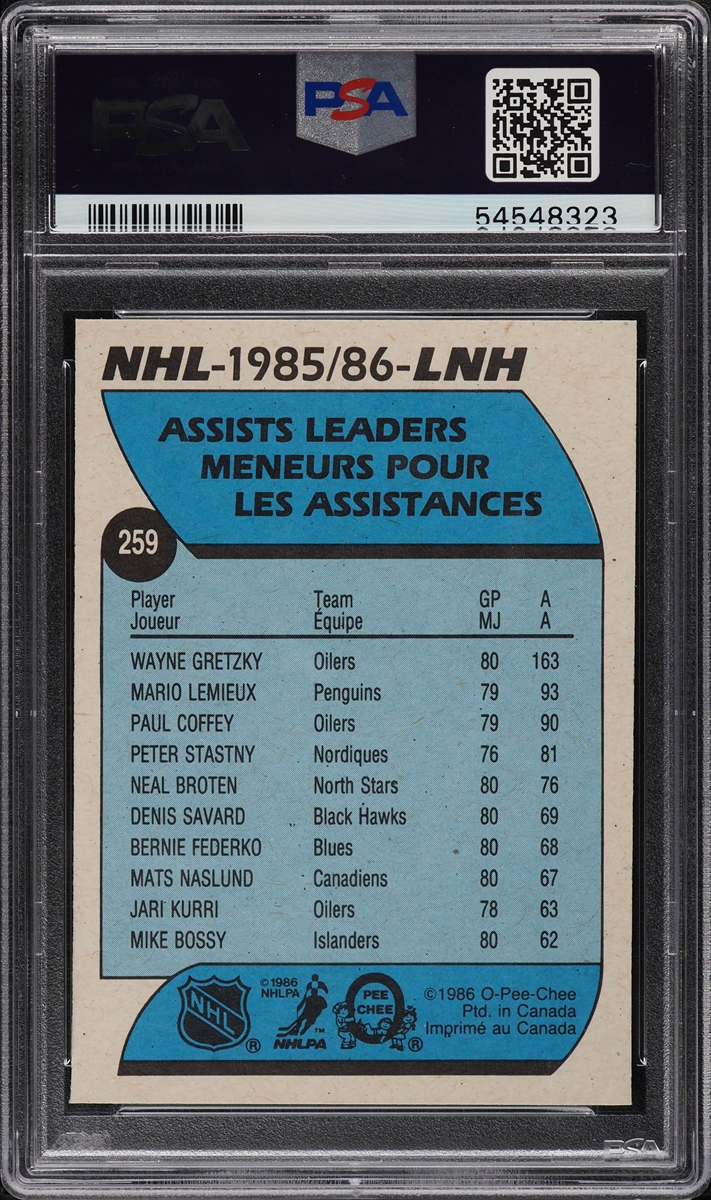 PSA
PSA
54548323
NHL-1985/86-LNH
ASSISTS LEADERS
MENEURS POUR
LES ASSISTANCES
259
Player Team GP A
Joueur Équipe MJ A
WAYNE GRETZKY Oilers 80 163
MARIO LEMIEUX Penguins 79 93
PAUL COFFEY Oilers 79 90
PETER STASTNY Nordiques 76 81
NEAL BROTEN North Stars 80 76
DENIS SAVARD Black Hawks 80 69
BERNIE FEDERKO Blues 80 68
MATS NASLUND Canadiens 80 67
JARI KURRI Oilers 78 63
MIKE BOSSY Islanders 80 62
NHL ®
©1986
NHLPA
NHLPA ™
O PEE CHEE ®
©1986 O-Pee-Chee
Ptd. in Canada
Imprimé au Canada
PSA